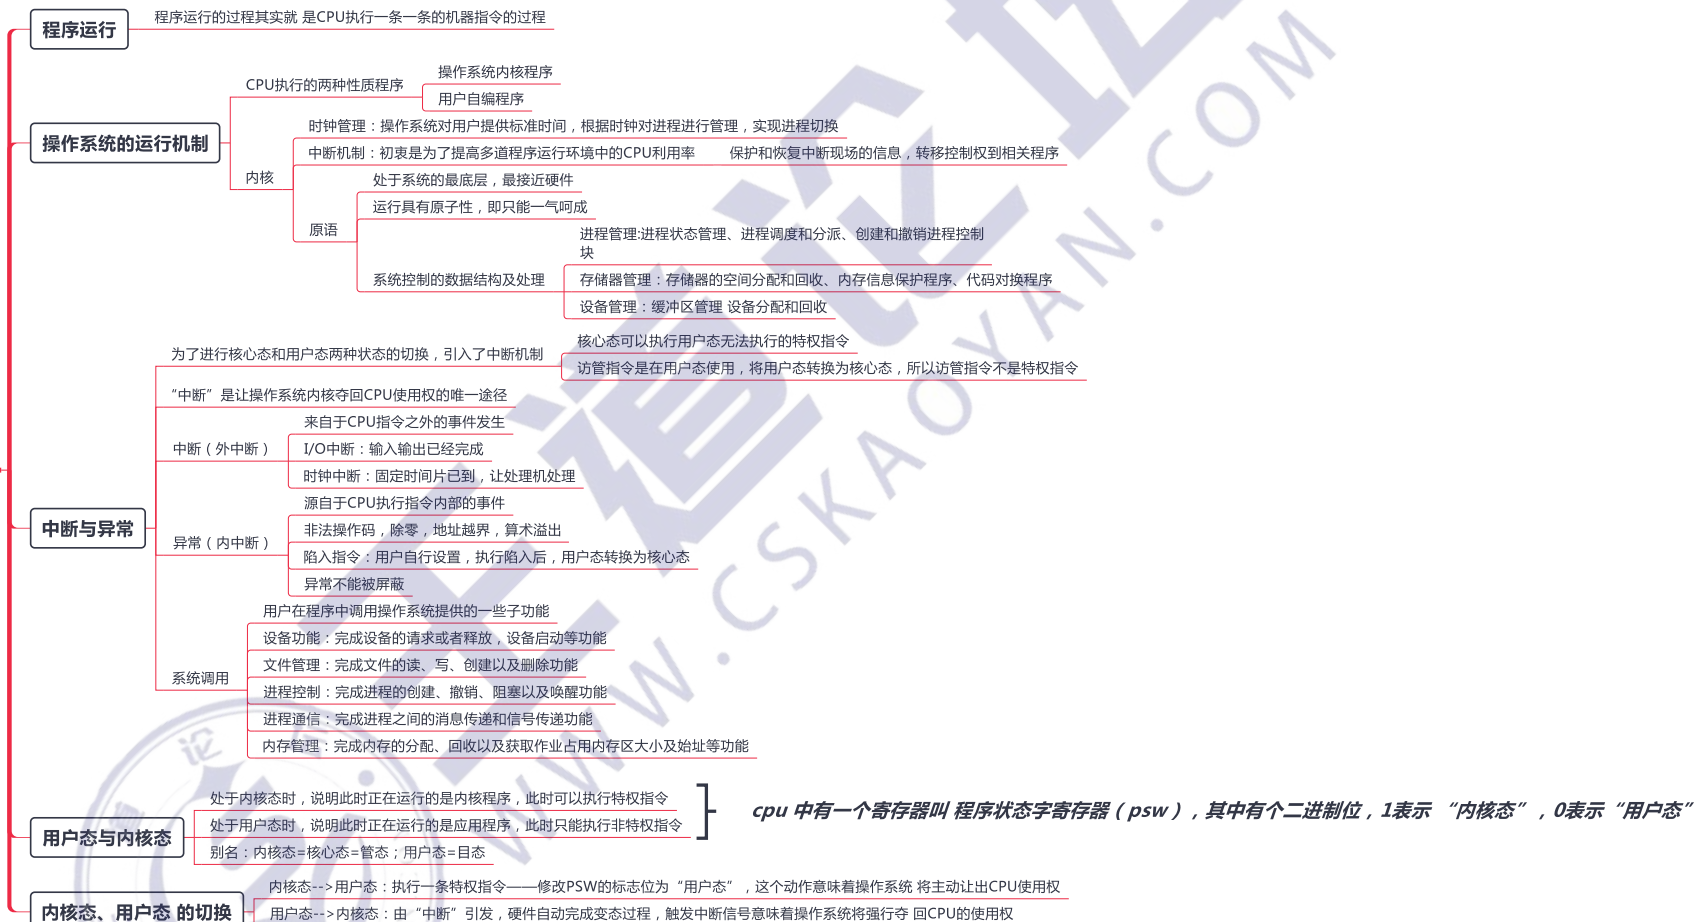 程序运行
程序运行的过程其实就 是CPU执行一条一条的机器指令的过程
操作系统的运行机制
CPU执行的两种性质程序
操作系统内核程序
用户自编程序
内核
时钟管理：操作系统对用户提供标准时间，根据时钟对进程进行管理，实现进程切换
中断机制：初衷是为了提高多道程序运行环境中的CPU利用率
保护和恢复中断现场的信息，转移控制权到相关程序
原语
处于系统的最底层，最接近硬件
运行具有原子性，即只能一气呵成
系统控制的数据结构及处理
进程管理:进程状态管理、进程调度和分派、创建和撤销进程控制
块
存储器管理：存储器的空间分配和回收、内存信息保护程序、代码对换程序
设备管理：缓冲区管理 设备分配和回收
中断与异常
为了进行核心态和用户态两种状态的切换，引入了中断机制
核心态可以执行用户态无法执行的特权指令
访管指令是在用户态使用，将用户态转换为核心态，所以访管指令不是特权指令
“中断”是让操作系统内核夺回CPU使用权的唯一途径
中断（外中断）
来自于CPU指令之外的事件发生
I/O中断：输入输出已经完成
时钟中断：固定时间片已到，让处理机处理
异常（内中断）
源自于CPU执行指令内部的事件
非法操作码，除零，地址越界，算术溢出
陷入指令：用户自行设置，执行陷入后，用户态转换为核心态
异常不能被屏蔽
系统调用
用户在程序中调用操作系统提供的一些子功能
设备功能：完成设备的请求或者释放，设备启动等功能
文件管理：完成文件的读、写、创建以及删除功能
进程控制：完成进程的创建、撤销、阻塞以及唤醒功能
进程通信：完成进程之间的消息传递和信号传递功能
内存管理：完成内存的分配、回收以及获取作业占用内存区大小及始址等功能
用户态与内核态
处于内核态时，说明此时正在运行的是内核程序，此时可以执行特权指令
处于用户态时，说明此时正在运行的是应用程序，此时只能执行非特权指令
别名：内核态=核心态=管态；用户态=目态
cpu 中有一个寄存器叫 程序状态字寄存器（psw），其中有个二进制位，1表示 “内核态”，0表示“用户态”
内核态、用户态 的切换
内核态-->用户态：执行一条特权指令——修改PSW的标志位为“用户态”，这个动作意味着操作系统 将主动让出CPU使用权
用户态-->内核态：由“中断”引发，硬件自动完成变态过程，触发中断信号意味着操作系统将强行夺 回CPU的使用权
王道论坛
WWW.CSKAOYAN.COM